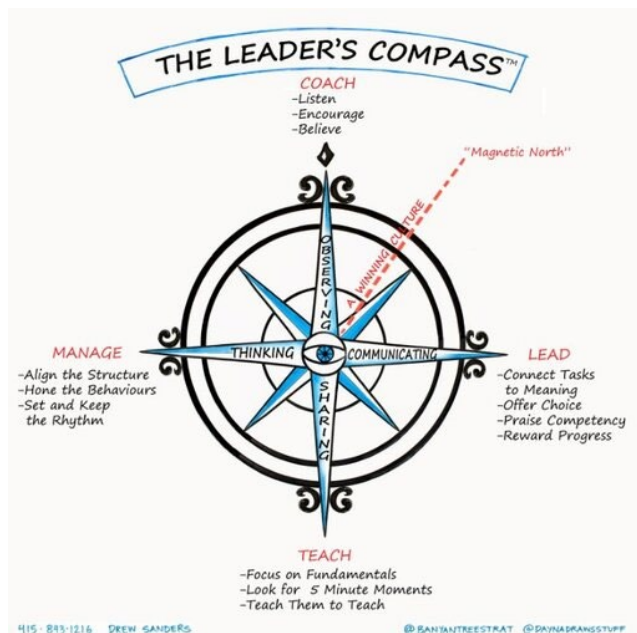 THE LEADER'S COMPASS™
COACH
-Listen
-Encourage
-Believe
"Magnetic North"
A WINNING CULTURE
OBSERVING
THINKING
COMMUNICATING
SHARING
MANAGE
-Align the Structure
-Hone the Behaviours
-Set and Keep
the Rhythm
LEAD
-Connect Tasks
to Meaning
-Offer Choice
-Praise Competency
-Reward Progress
TEACH
-Focus on Fundamentals
-Look for 5 Minute Moments
-Teach Them to Teach
415-893-1216 DREW SANDERS
@BANYANTREESTRAT @DAYNADRAWSSTUFF